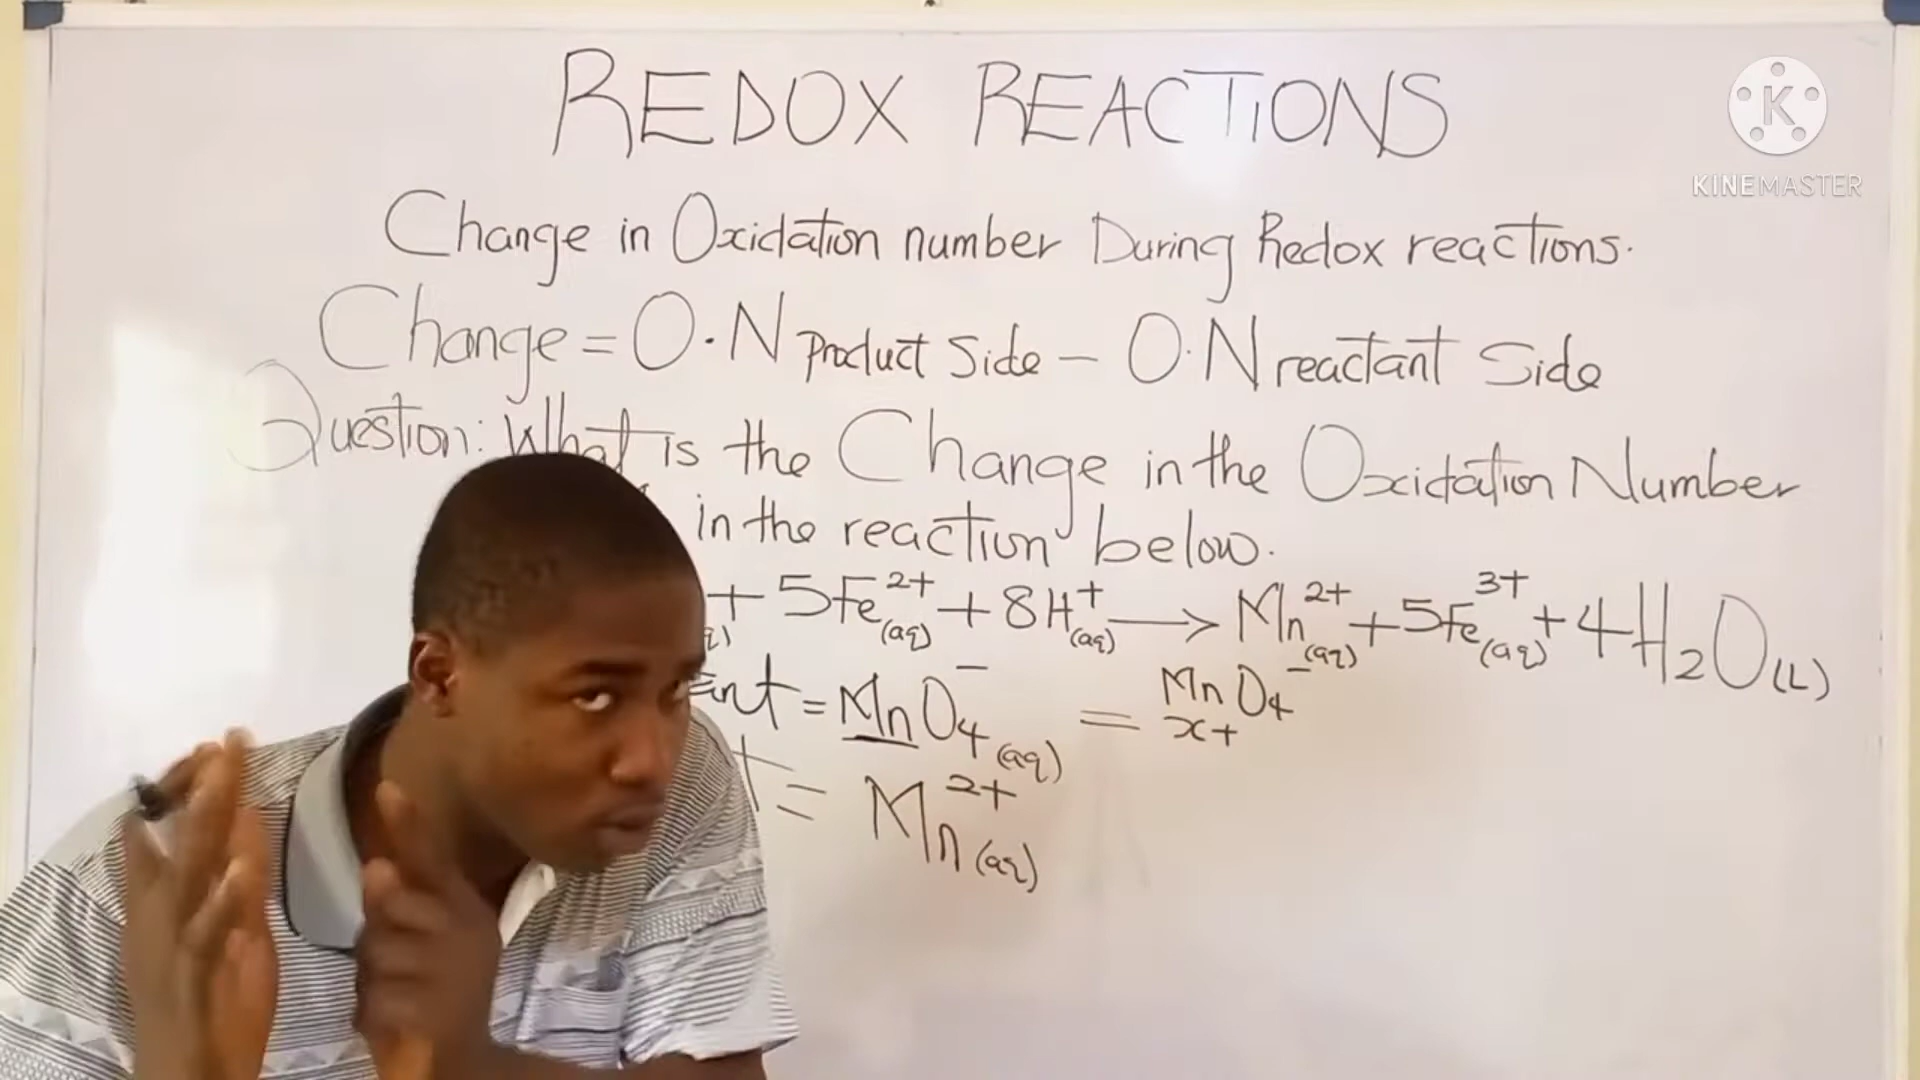 REDOX REACTIONS
KINEMASTER
Change in Oxidation number During Redox reactions.
Change = O.N product Side - O.N reactant Side
Question: What is the Change in the Oxidation Number
in the reaction below.
+ 5Fe²⁺(aq) + 8H⁺(aq) → Mn²⁺(aq) + 5Fe³⁺(aq) + 4H₂O(L)
= MnO₄⁻(aq) = MnO₄⁻
x+
= Mn²⁺(aq)